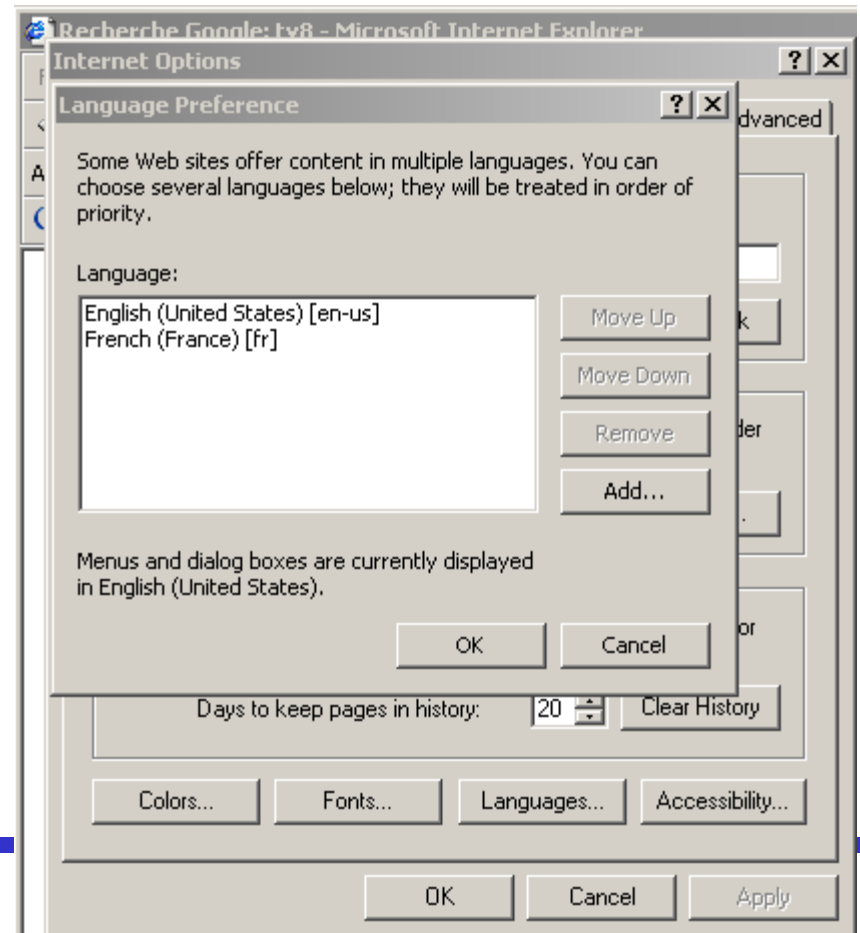 Recherche Google: tv8 - Microsoft Internet Explorer
Internet Options
Language Preference
dvanced
Some Web sites offer content in multiple languages. You can
choose several languages below; they will be treated in order of
priority.
Language:
English (United States) [en-us]
French (France) [fr]
Move Up
Move Down
Remove
Add...
Menus and dialog boxes are currently displayed
in English (United States).
OK Cancel
Days to keep pages in history: 20 Clear History
Colors... Fonts... Languages... Accessibility...
OK Cancel Apply